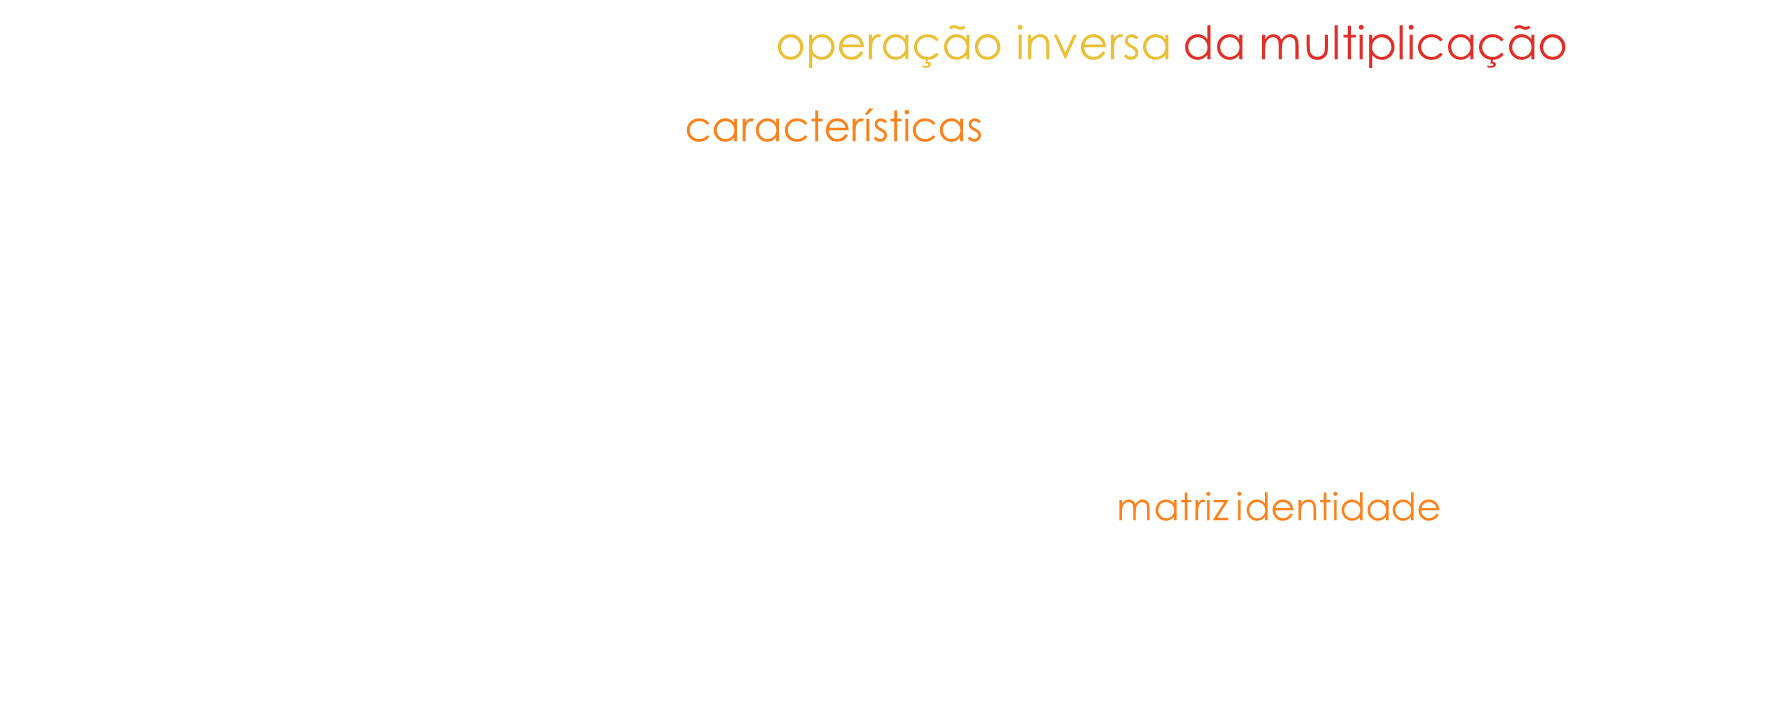 operação inversa da multiplicação
características
matriz identidade